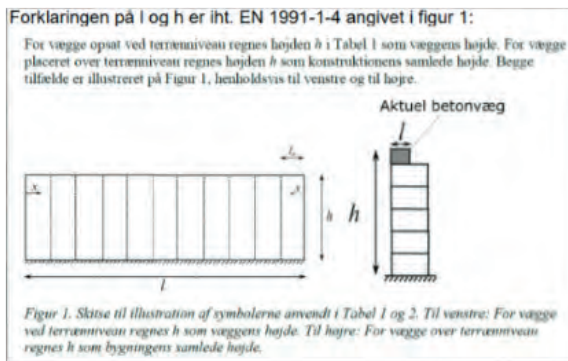 Forklaringen på l og h er iht. EN 1991-1-4 angivet i figur 1:
For vægge opsat ved terrænniveau regnes højden h i Tabel 1 som væggens højde. For vægge
placeret over terrænniveau regnes højden h som konstruktionens samlede højde. Begge
tilfælde er illustreret på Figur 1, henholdsvis til venstre og til højre.
Aktuel betonvæg
l
x
x
h
h
l
Figur 1. Skitse til illustration af symbolerne anvendt i Tabel 1 og 2. Til venstre: For vægge
ved terrænniveau regnes h som væggens højde. Til højre: For vægge over terrænniveau
regnes h som bygningens samlede højde.